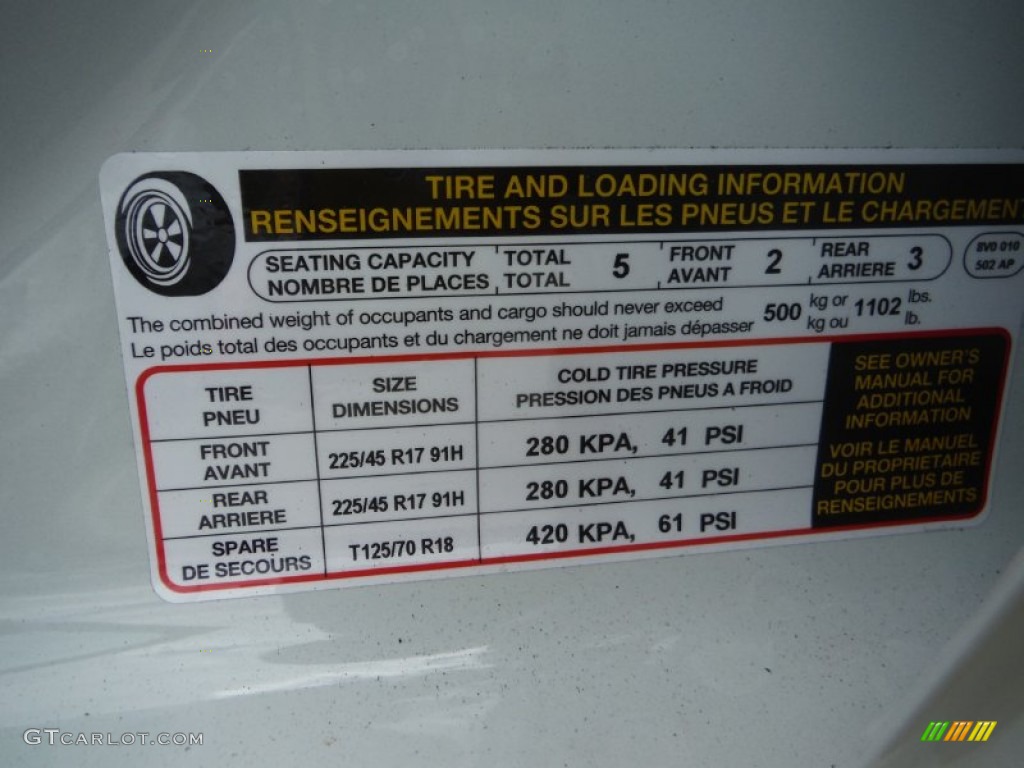 TIRE AND LOADING INFORMATION
RENSEIGNEMENTS SUR LES PNEUS ET LE CHARGEMENT
SEATING CAPACITY TOTAL 5 FRONT 2 REAR 3
NOMBRE DE PLACES TOTAL AVANT ARRIERE
8V0 010
502 AP
The combined weight of occupants and cargo should never exceed 500 kg or 1102 lbs.
Le poids total des occupants et du chargement ne doit jamais dépasser kg ou lb.
TIRE SIZE COLD TIRE PRESSURE
PNEU DIMENSIONS PRESSION DES PNEUS A FROID
FRONT
AVANT 225/45 R17 91H 280 KPA, 41 PSI
REAR
ARRIERE 225/45 R17 91H 280 KPA, 41 PSI
SPARE
DE SECOURS T125/70 R18 420 KPA, 61 PSI
SEE OWNER'S
MANUAL FOR
ADDITIONAL
INFORMATION
VOIR LE MANUEL
DU PROPRIETAIRE
POUR PLUS DE
RENSEIGNEMENTS
GTCARLOT.COM